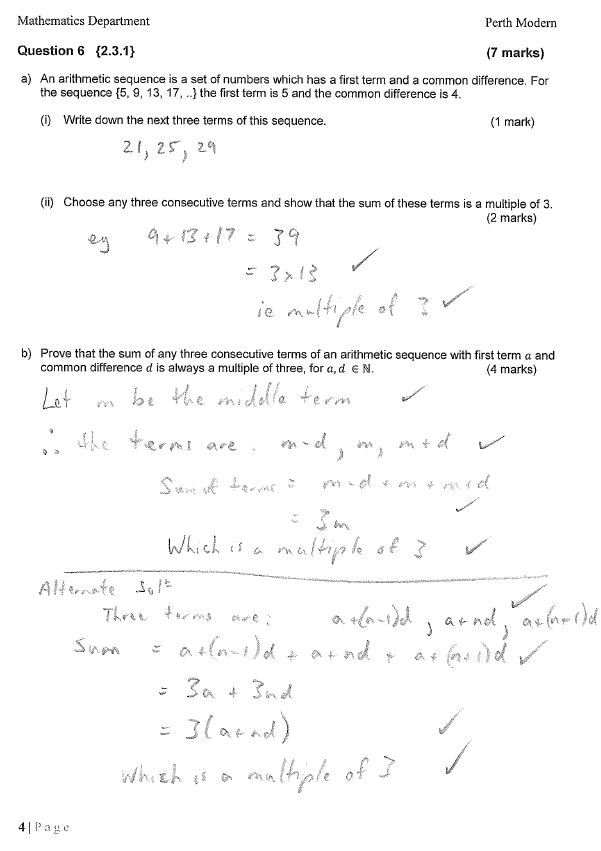 Mathematics Department Perth Modern
Question 6 {2.3.1} (7 marks)
a) An arithmetic sequence is a set of numbers which has a first term and a common difference. For
the sequence {5, 9, 13, 17, ..} the first term is 5 and the common difference is 4.
(i) Write down the next three terms of this sequence. (1 mark)
21, 25, 29
(ii) Choose any three consecutive terms and show that the sum of these terms is a multiple of 3.
(2 marks)
eg 9+13+17 = 39
= 3×13 ✓
ie multiple of 3 ✓
b) Prove that the sum of any three consecutive terms of an arithmetic sequence with first term a and
common difference d is always a multiple of three, for a, d ∈ ℕ. (4 marks)
Let m be the middle term ✓
∴ the terms are : m-d, m, m+d ✓
Sum of terms = m-d + m + m+d
= 3m ✓
Which is a multiple of 3 ✓
Alternate Solⁿ
Three terms are: a+(n-1)d, a+nd, a+(n+1)d ✓
Sum = a+(n-1)d + a+nd + a+(n+1)d ✓
= 3a + 3nd
= 3(a+nd) ✓
Which is a multiple of 3 ✓
4 | Page